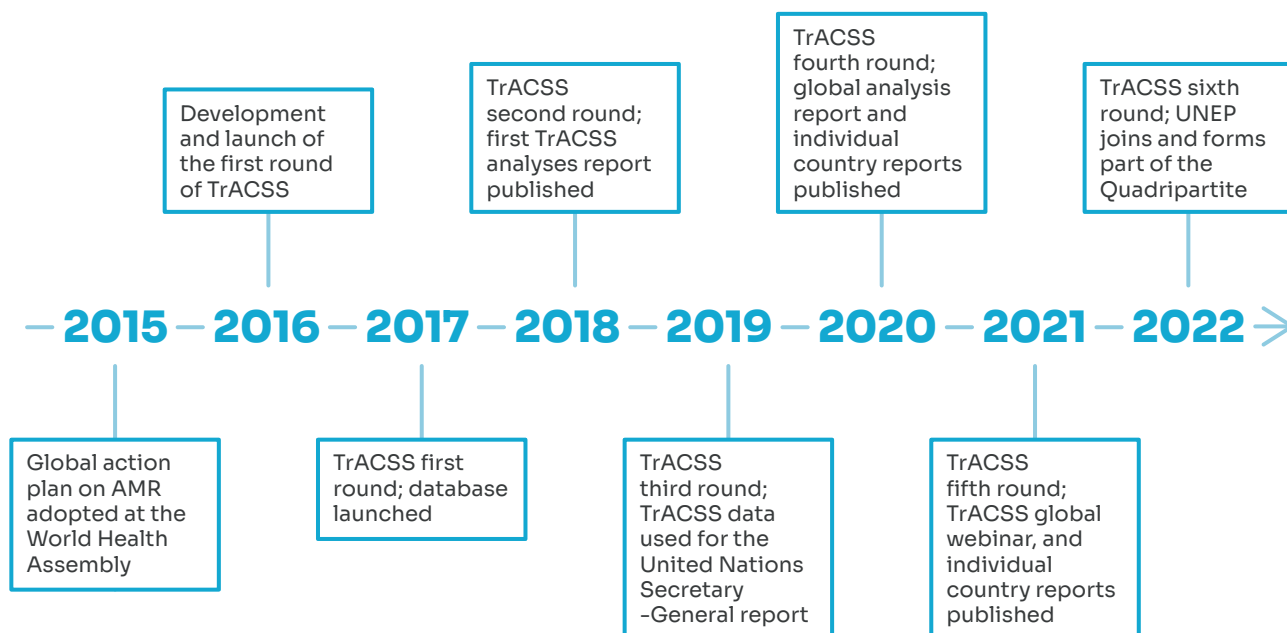 Development
and launch of
the first round
of TrACSS
TrACSS
second round;
first TrACSS
analyses report
published
TrACSS
fourth round;
global analysis
report and
individual
country reports
published
TrACSS sixth
round; UNEP
joins and forms
part of the
Quadripartite
2015 2016 2017 2018 2019 2020 2021 2022
Global action
plan on AMR
adopted at the
World Health
Assembly
TrACSS first
round; database
launched
TrACSS
third round;
TrACSS data
used for the
United Nations
Secretary
-General report
TrACSS
fifth round;
TrACSS global
webinar, and
individual
country reports
published